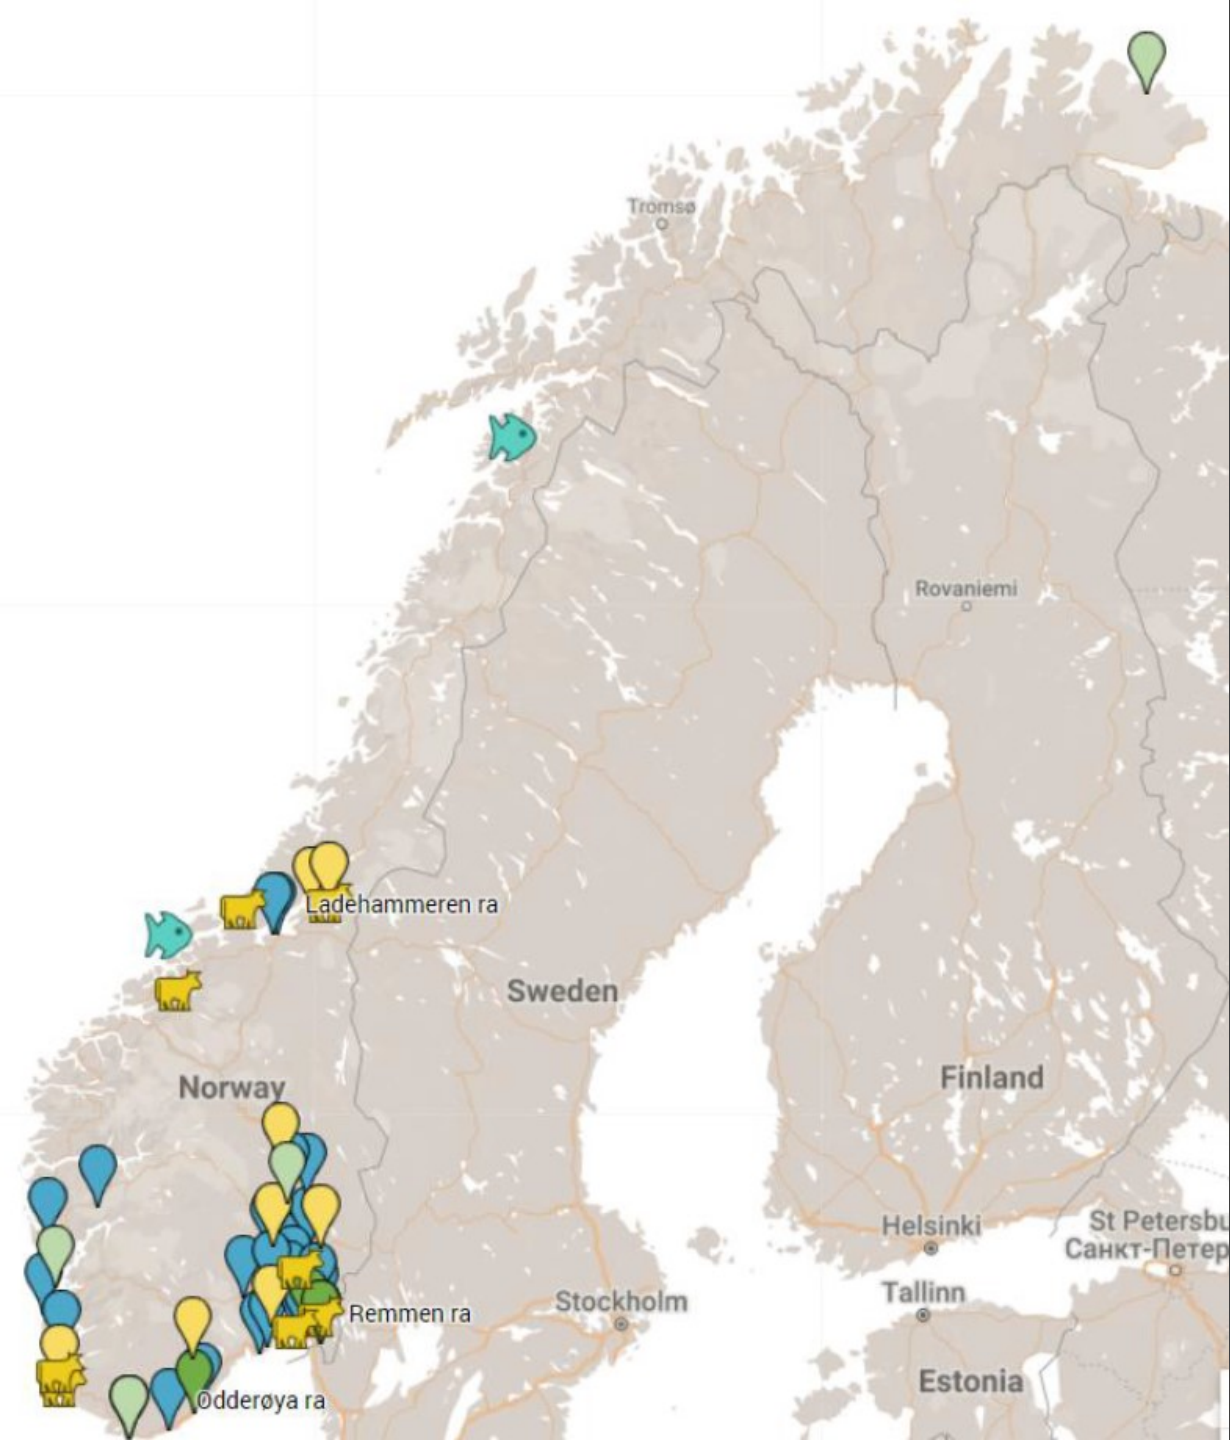 Tromsø
Rovaniemi
Ladehammeren ra
Sweden
Finland
Norway
Helsinki
St Petersbu
Санкт-Петер
Stockholm
Tallinn
Remmen ra
Estonia
Odderøya ra